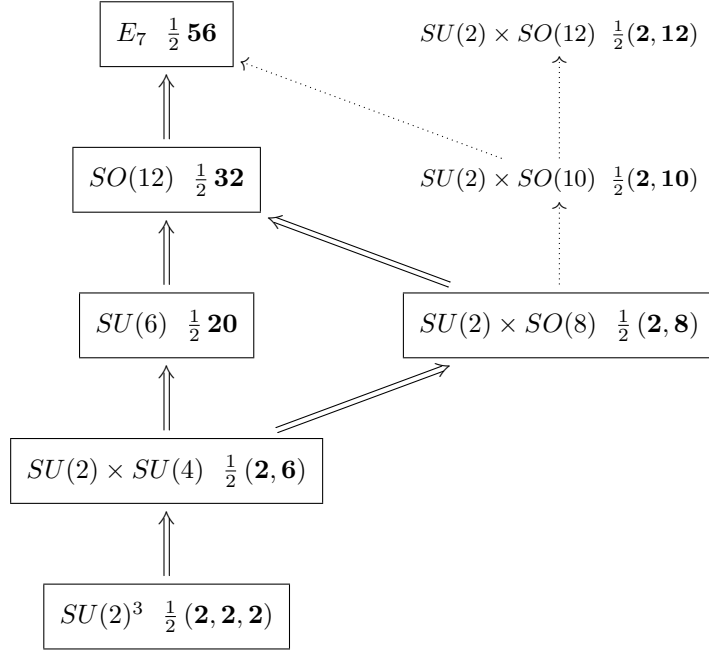 E₇ ½ 56
SU(2) × SO(12) ½(2, 12)
SO(12) ½ 32
SU(2) × SO(10) ½(2, 10)
SU(6) ½ 20
SU(2) × SO(8) ½ (2, 8)
SU(2) × SU(4) ½ (2, 6)
SU(2)³ ½ (2, 2, 2)